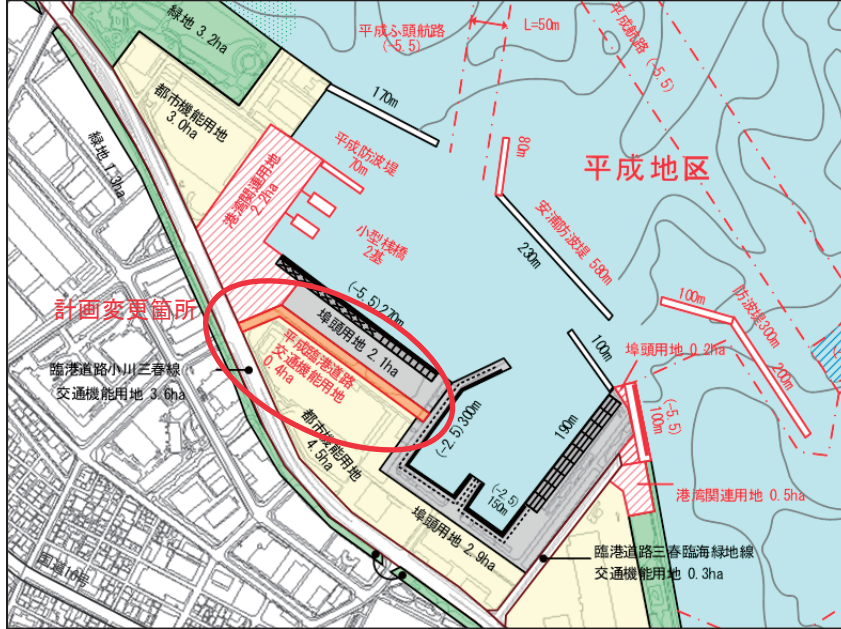 緑地 3.2ha
平成ふ頭航路
(-5.5)
L=50m
平成航路 (-5.5)
都市機能用地
3.0ha
170m
80m
緑地 1.3ha
港湾関連用地
2.2ha
平成防波堤
70m
平成地区
小型桟橋
2基
安浦防波堤 580m
230m
計画変更箇所
(-5.5)270m
100m
防波堤300m
200m
埠頭用地 2.1ha
100m
埠頭用地 0.2ha
平成臨港道路
交通機能用地
0.4ha
臨港道路小川三春線
交通機能用地 3.6ha
(-2.5)300m
190m
(-5.5)
100m
都市機能用地
4.5ha
(-2.5)
150m
港湾関連用地 0.5ha
埠頭用地 2.9ha
臨港道路三春臨海緑地線
交通機能用地 0.3ha
国道16号